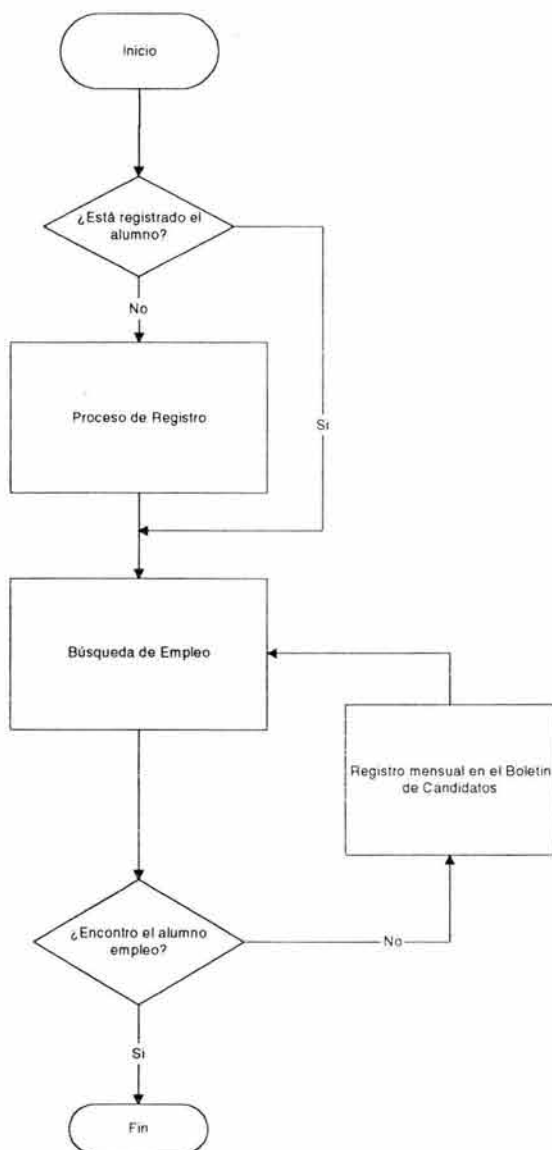 Inicio
¿Está registrado el
alumno?
No
Proceso de Registro
Si
Búsqueda de Empleo
Registro mensual en el Boletin
de Candidatos
¿Encontro el alumno
empleo?
No
Si
Fin